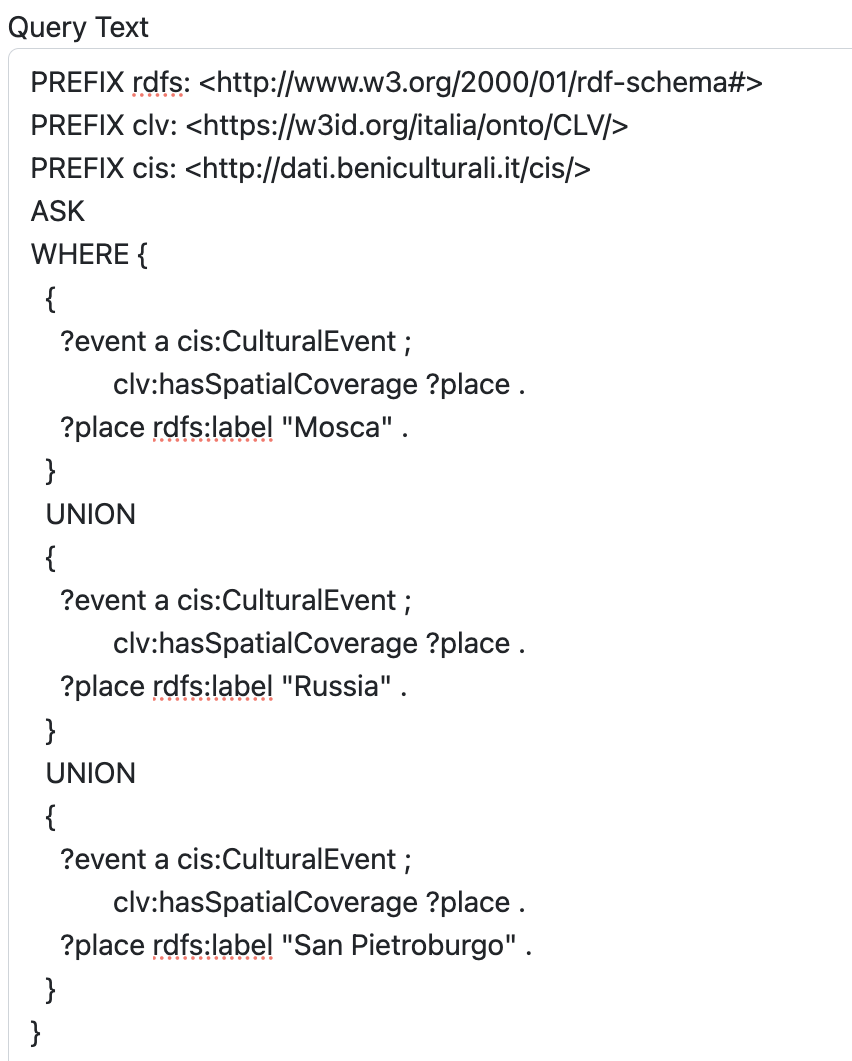 Query Text
PREFIX rdfs: <http://www.w3.org/2000/01/rdf-schema#>
PREFIX clv: <https://w3id.org/italia/onto/CLV/>
PREFIX cis: <http://dati.beniculturali.it/cis/>
ASK
WHERE {
  {
    ?event a cis:CulturalEvent ;
           clv:hasSpatialCoverage ?place .
    ?place rdfs:label "Mosca" .
  }
  UNION
  {
    ?event a cis:CulturalEvent ;
           clv:hasSpatialCoverage ?place .
    ?place rdfs:label "Russia" .
  }
  UNION
  {
    ?event a cis:CulturalEvent ;
           clv:hasSpatialCoverage ?place .
    ?place rdfs:label "San Pietroburgo" .
  }
}